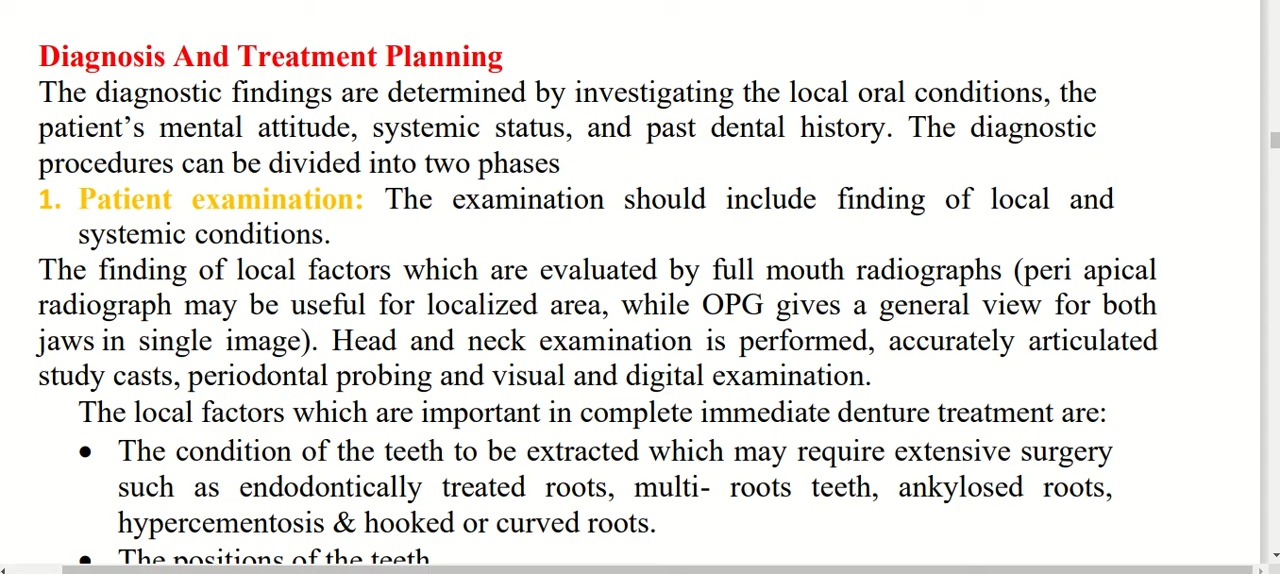 Diagnosis And Treatment Planning
The diagnostic findings are determined by investigating the local oral conditions, the
patient’s mental attitude, systemic status, and past dental history. The diagnostic
procedures can be divided into two phases
1. Patient examination: The examination should include finding of local and
systemic conditions.
The finding of local factors which are evaluated by full mouth radiographs (peri apical
radiograph may be useful for localized area, while OPG gives a general view for both
jaws in single image). Head and neck examination is performed, accurately articulated
study casts, periodontal probing and visual and digital examination.
The local factors which are important in complete immediate denture treatment are:
• The condition of the teeth to be extracted which may require extensive surgery
such as endodontically treated roots, multi- roots teeth, ankylosed roots,
hypercementosis & hooked or curved roots.
• The positions of the teeth